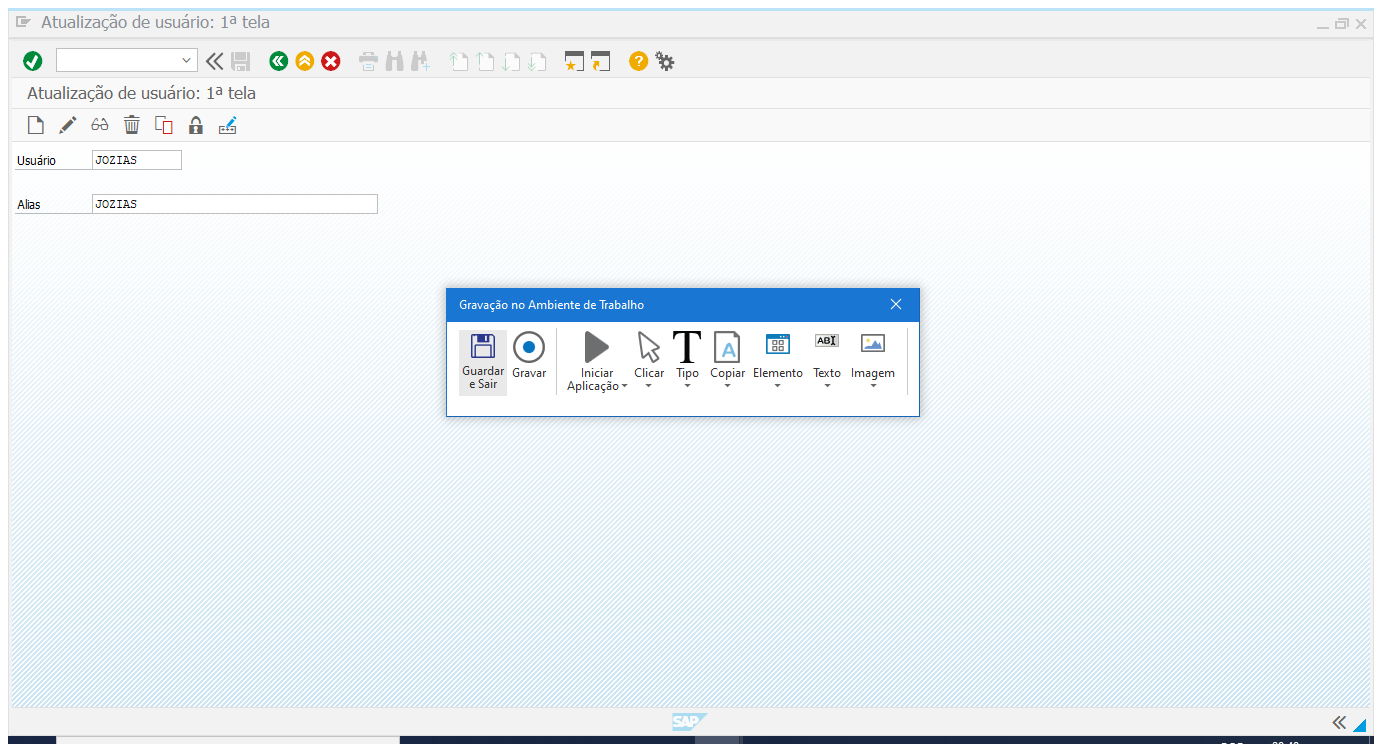 Atualização de usuário: 1ª tela
Atualização de usuário: 1ª tela
Usuário JOZIAS
Alias JOZIAS
Gravação no Ambiente de Trabalho
Guardar e Sair
Gravar
Iniciar Aplicação
Clicar
T
Tipo
A
Copiar
Elemento
ABI
Texto
Imagem
SAP